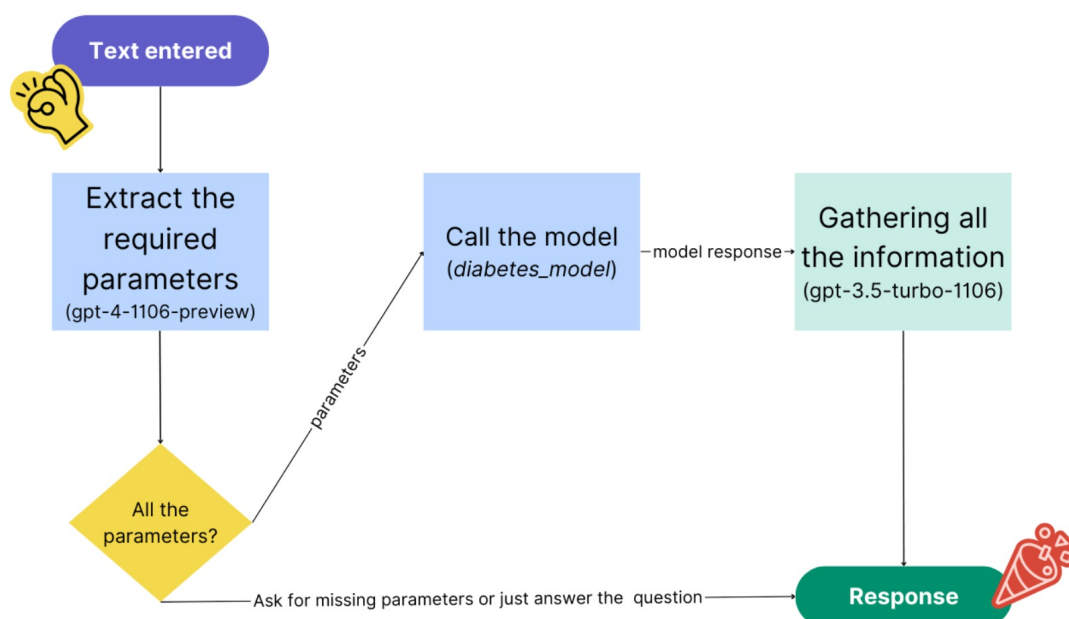 Text entered
Extract the
required
parameters
(gpt-4-1106-preview)
Call the model
(diabetes_model)
model response
Gathering all
the information
(gpt-3.5-turbo-1106)
parameters
All the
parameters?
Ask for missing parameters or just answer the question
Response